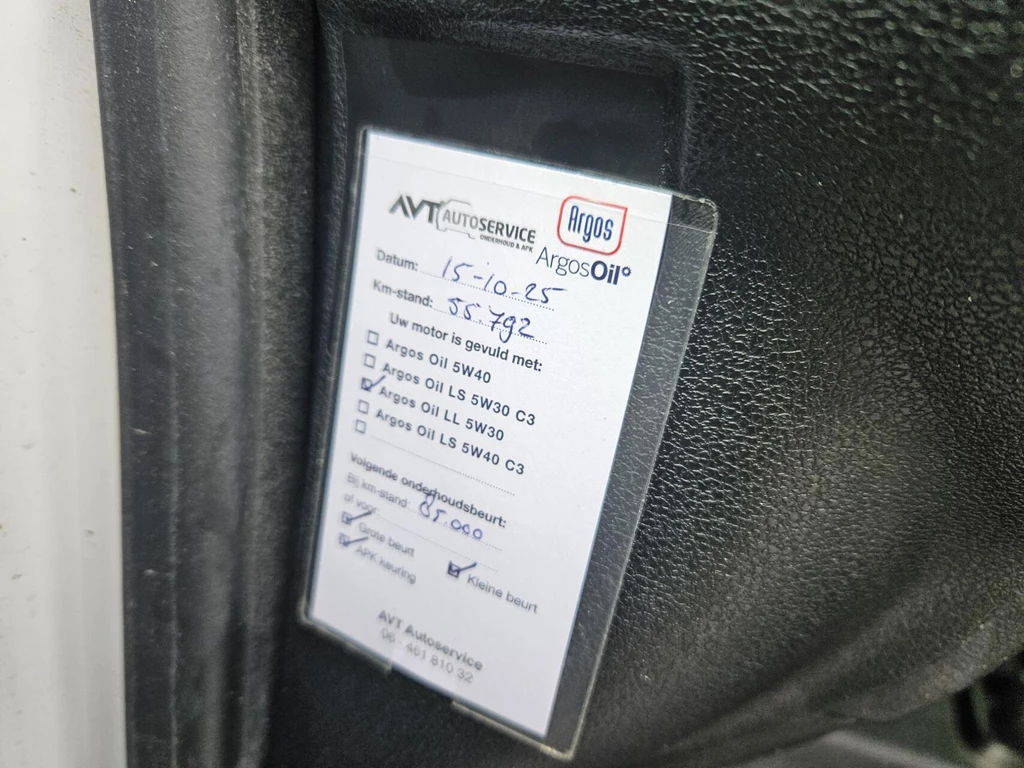 AVT AUTOSERVICE
ONDERHOUD & APK
Argos
ArgosOil
Datum: 15-10-25
Km-stand: 55.792
Uw motor is gevuld met:
Argos Oil 5W40
Argos Oil LS 5W30 C3
Argos Oil LL 5W30
Argos Oil LS 5W40 C3
Volgende onderhoudsbeurt:
Bij km-stand: 85.000
of voor
Grote beurt Kleine beurt
APK keuring
AVT Autoservice
06 - 461 810 32